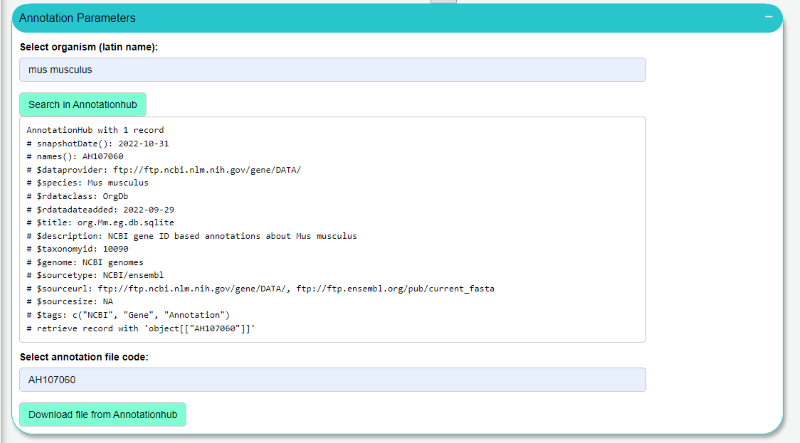 Annotation Parameters
Select organism (latin name):
mus musculus
Search in Annotationhub
AnnotationHub with 1 record
# snapshotDate(): 2022-10-31
# names(): AH107060
# $dataprovider: ftp://ftp.ncbi.nlm.nih.gov/gene/DATA/
# $species: Mus musculus
# $rdataclass: OrgDb
# $rdatadateadded: 2022-09-29
# $title: org.Mm.eg.db.sqlite
# $description: NCBI gene ID based annotations about Mus musculus
# $taxonomyid: 10090
# $genome: NCBI genomes
# $sourcetype: NCBI/ensembl
# $sourceurl: ftp://ftp.ncbi.nlm.nih.gov/gene/DATA/, ftp://ftp.ensembl.org/pub/current_fasta
# $sourcesize: NA
# $tags: c("NCBI", "Gene", "Annotation")
# retrieve record with 'object[["AH107060"]]'
Select annotation file code:
AH107060
Download file from Annotationhub